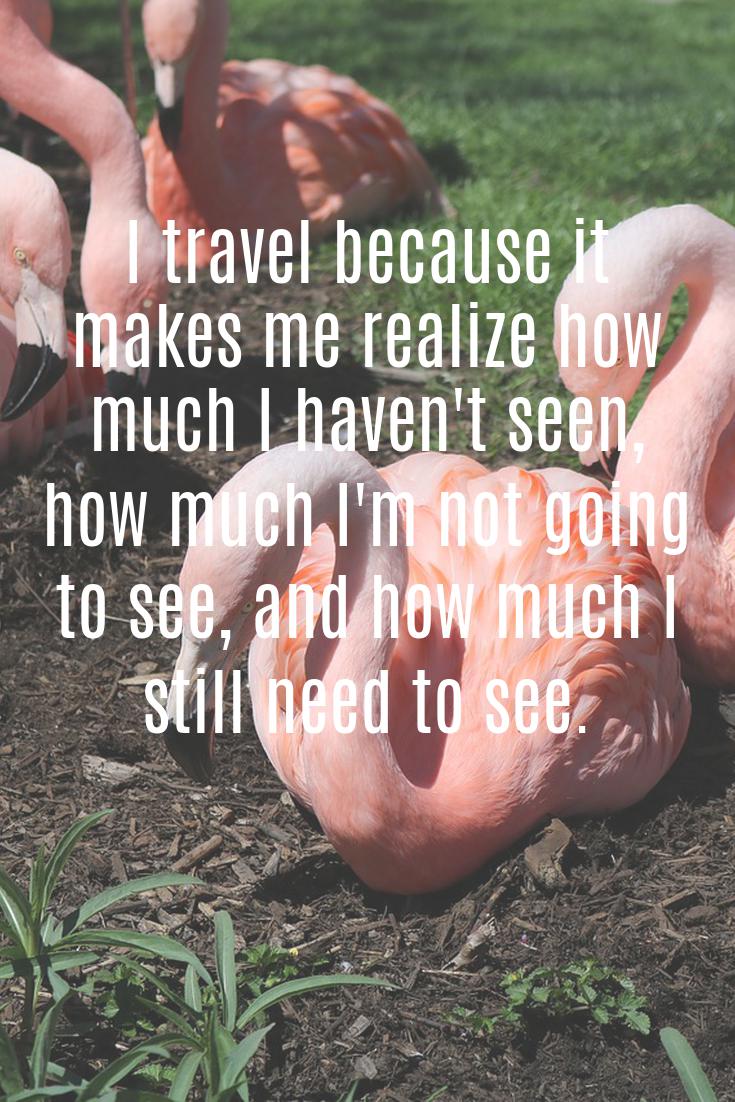 I travel because it
makes me realize how
much I haven't seen,
how much I'm not going
to see, and how much I
still need to see.